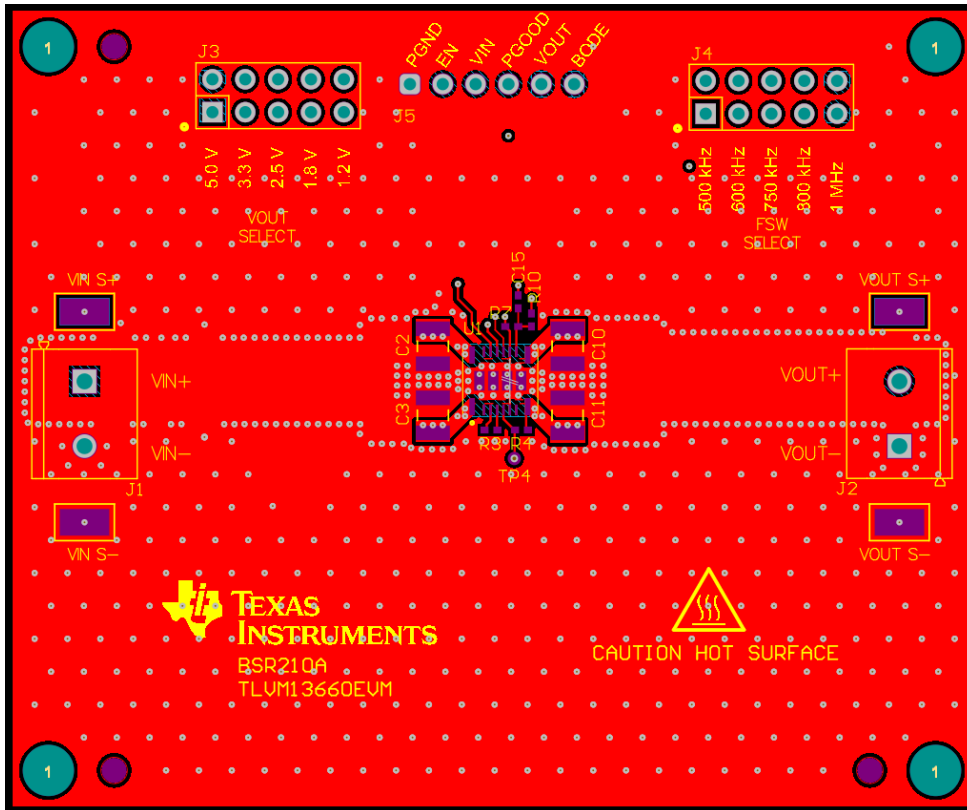 1
1
J3
5.0 V
3.3 V
2.5 V
1.8 V
1.2 V
VOUT
SELECT
PGND
EN
VIN
PGOOD
VOUT
BODE
J5
J4
500 kHz
600 kHz
750 kHz
800 kHz
1 MHz
FSW
SELECT
VIN S+
VOUT S+
C15
R10
R7
U1
C2
C10
C3
C11
TP4
VIN+
VIN-
J1
VIN S-
VOUT+
VOUT-
J2
VOUT S-
TEXAS
INSTRUMENTS
BSR210A
TLVM13660EVM
CAUTION HOT SURFACE
1
1